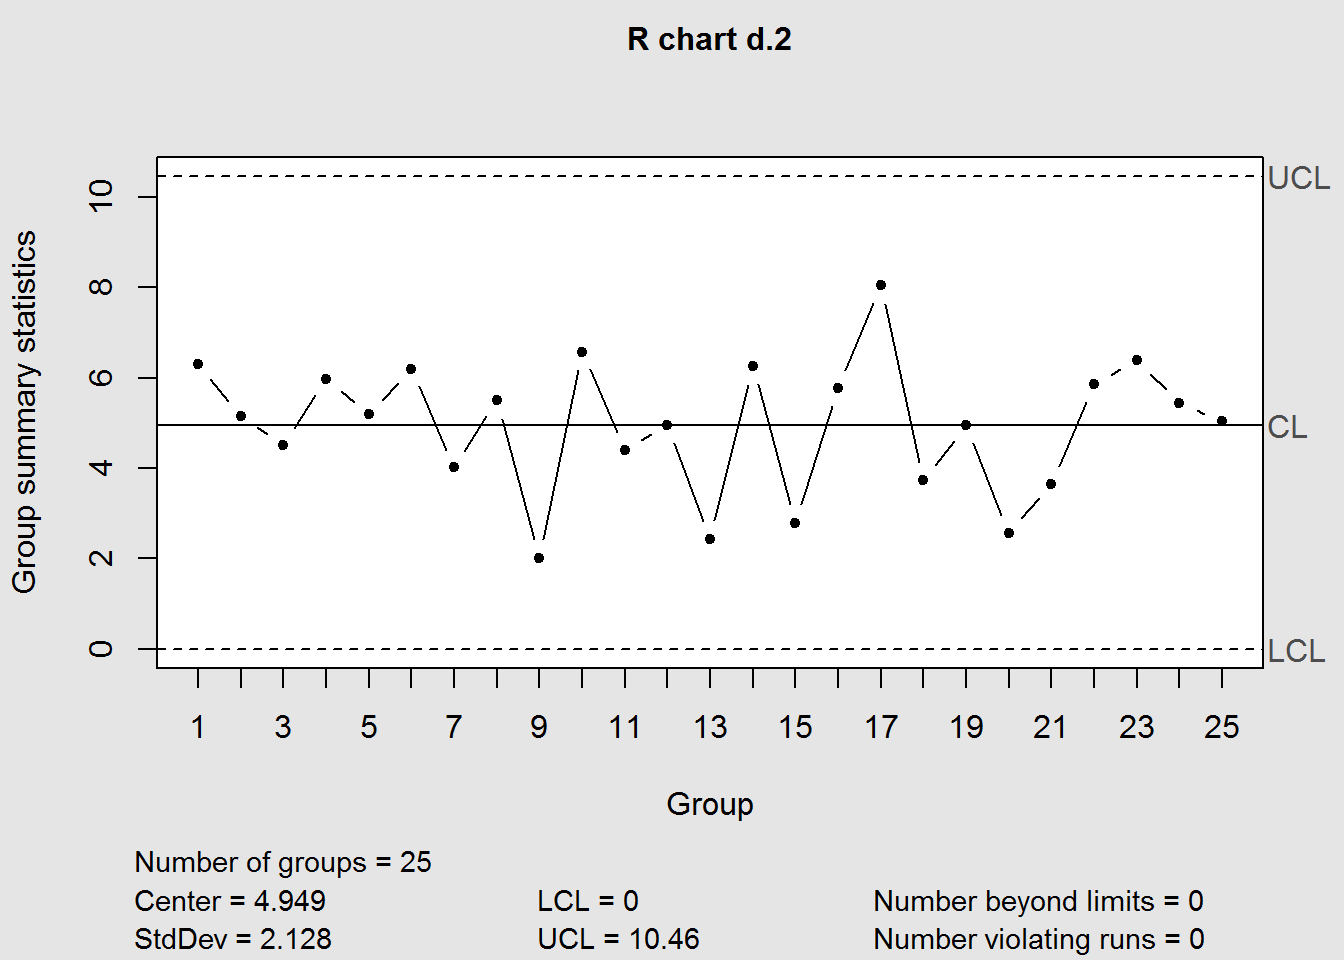 R chart d.2
Group summary statistics
10
8
6
4
2
0
UCL
CL
LCL
1 3 5 7 9 11 13 15 17 19 21 23 25
Group
Number of groups = 25
Center = 4.949 LCL = 0 Number beyond limits = 0
StdDev = 2.128 UCL = 10.46 Number violating runs = 0